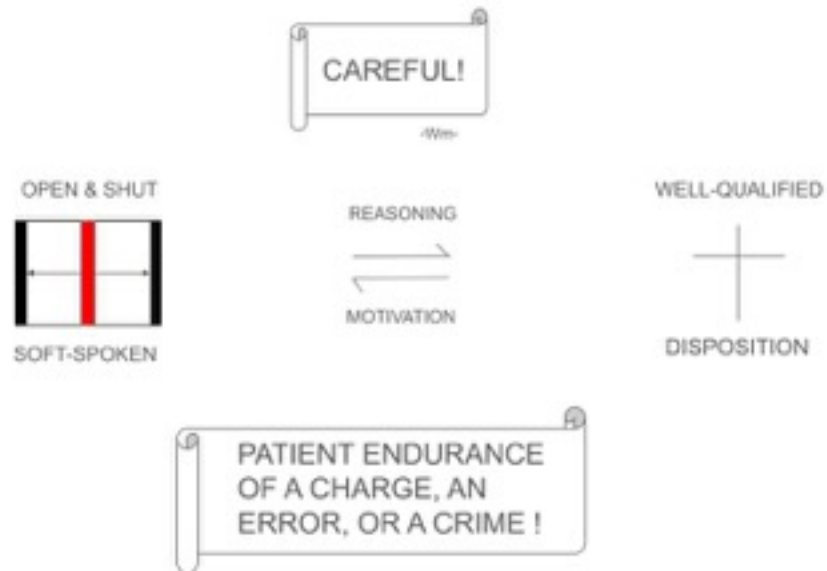 CAREFUL!
-Wm-
OPEN & SHUT
SOFT-SPOKEN
REASONING
MOTIVATION
WELL-QUALIFIED
DISPOSITION
PATIENT ENDURANCE
OF A CHARGE, AN
ERROR, OR A CRIME !